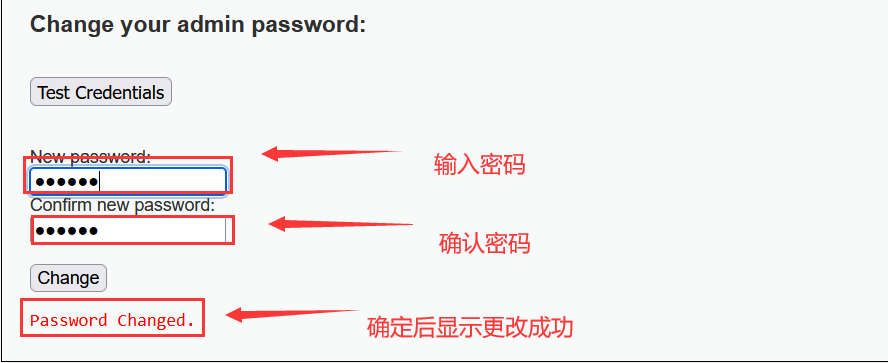 Change your admin password:
Test Credentials
New password:
输入密码
●●●●●●
Confirm new password:
●●●●●●
确认密码
Change
Password Changed.
确定后显示更改成功